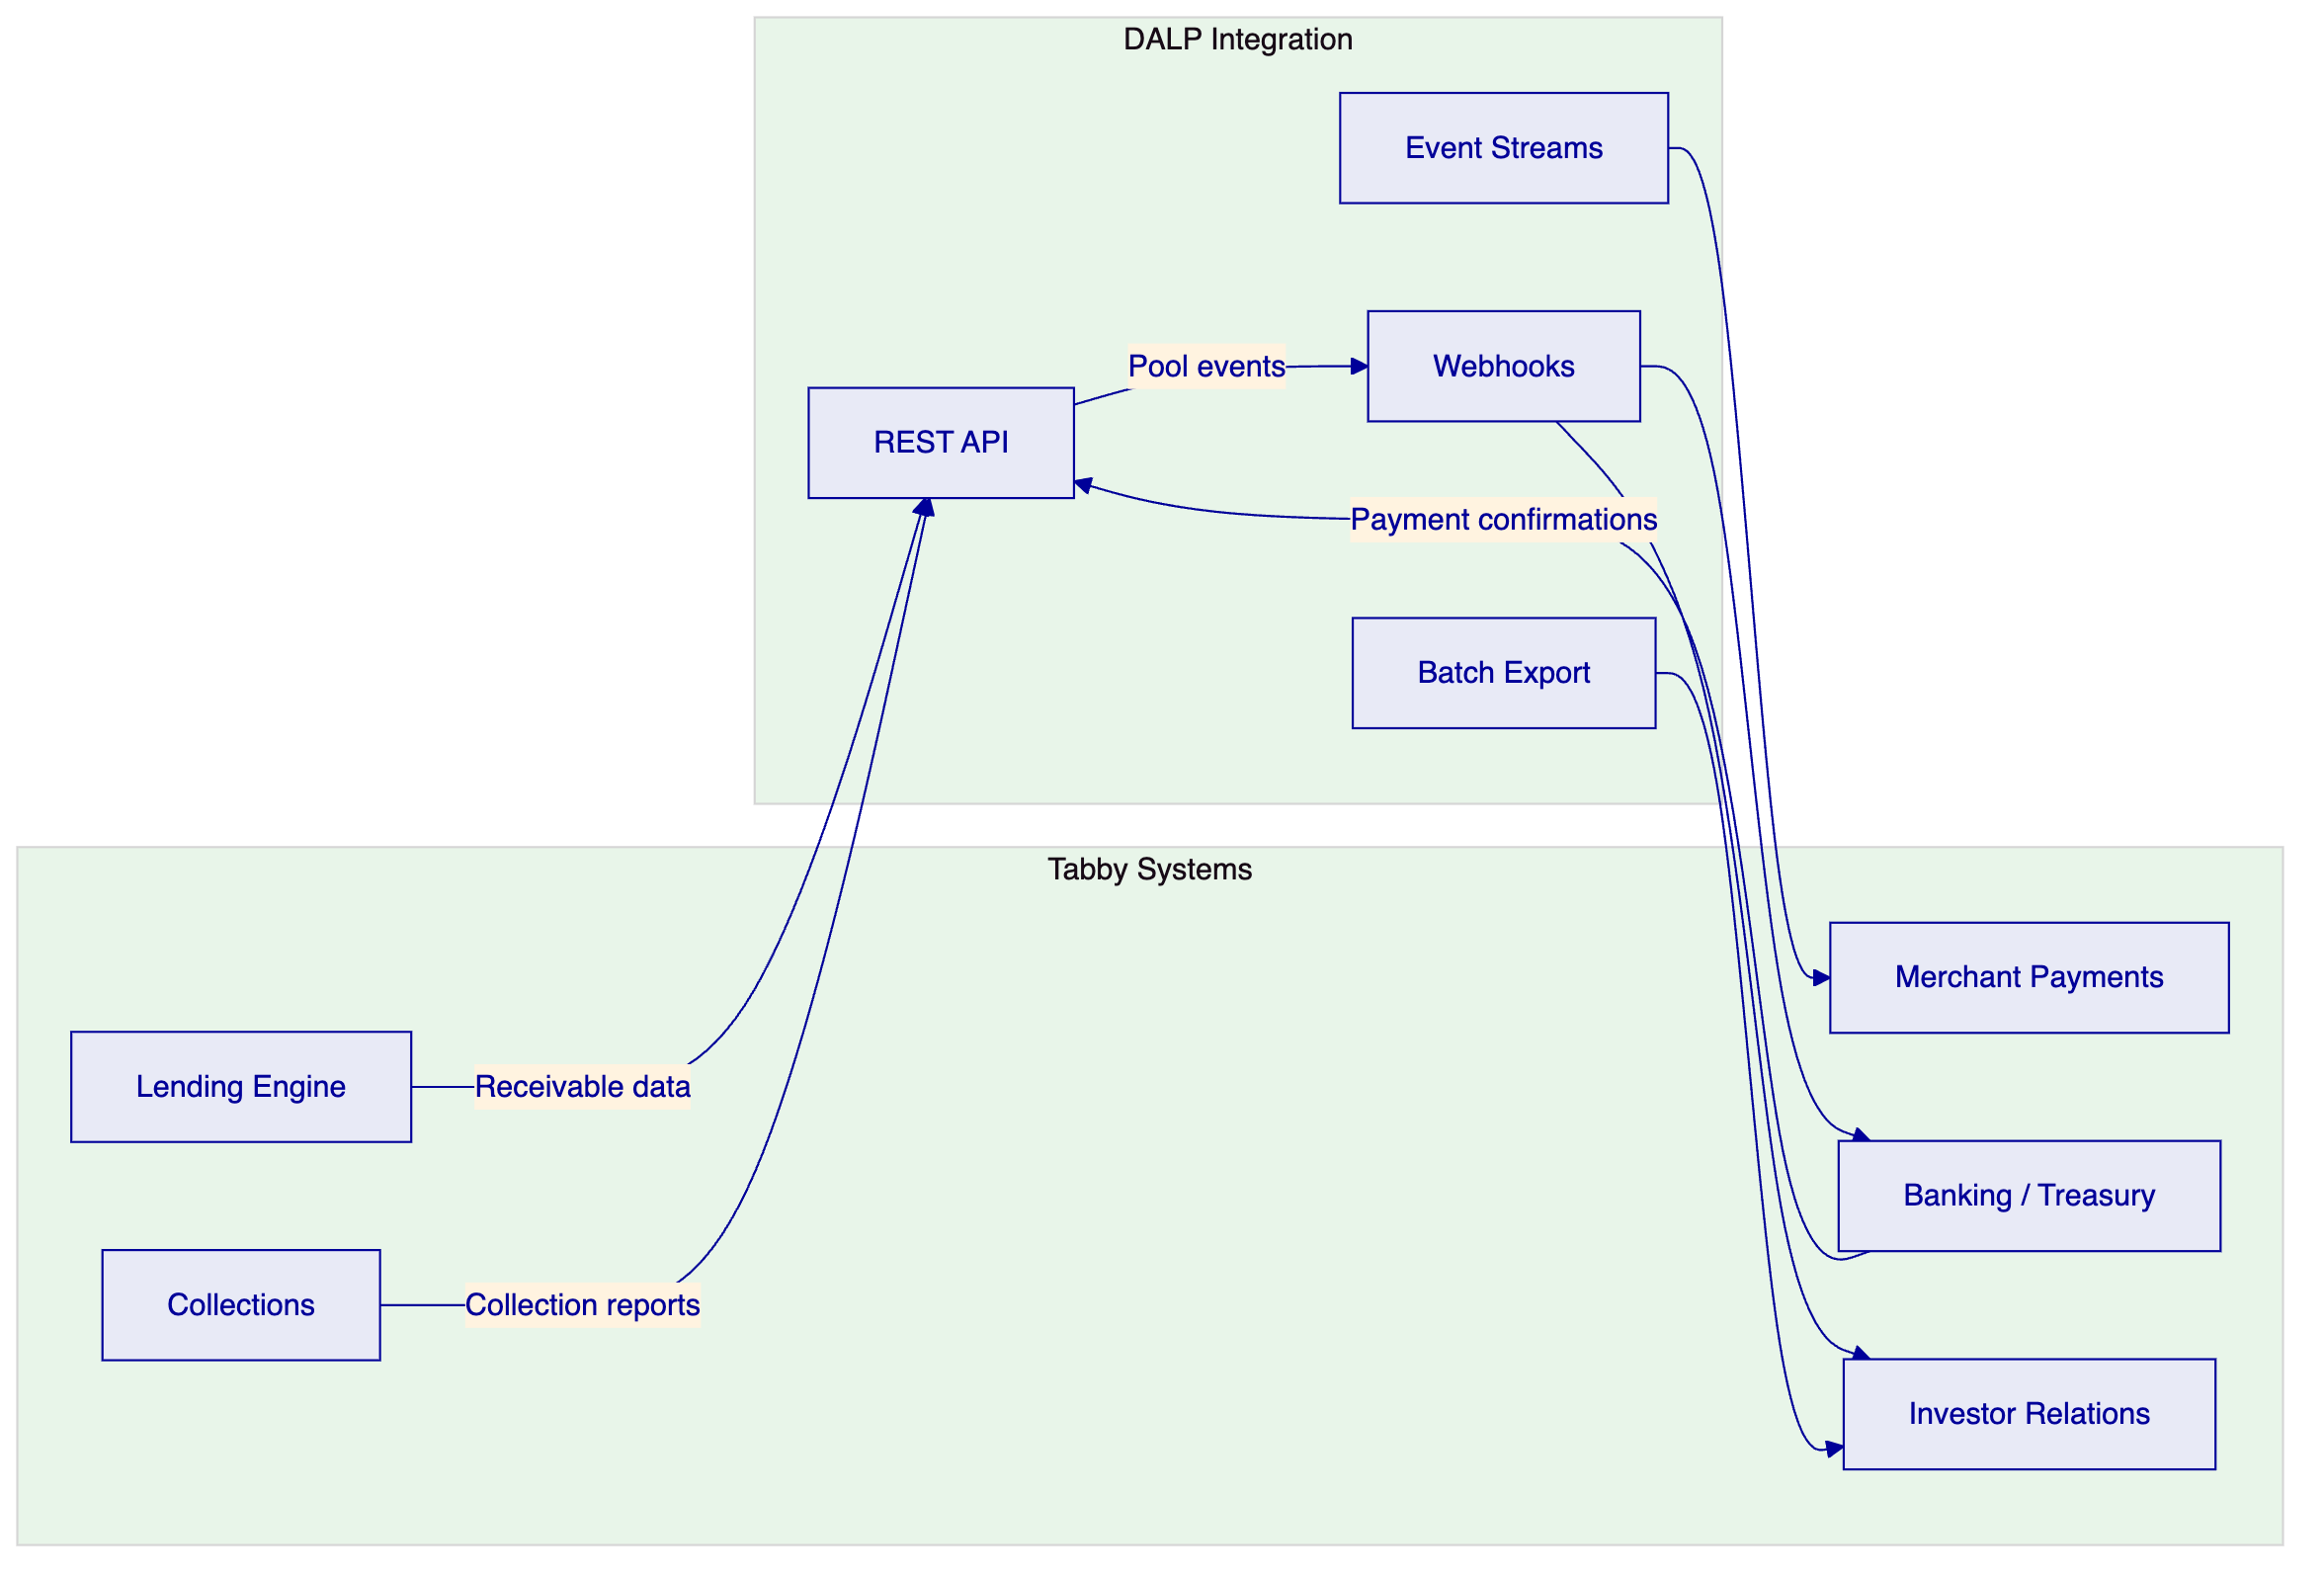 DALP Integration
Event Streams
Pool events
Webhooks
REST API
Payment confirmations
Batch Export
Tabby Systems
Merchant Payments
Lending Engine
Receivable data
Banking / Treasury
Collections
Collection reports
Investor Relations